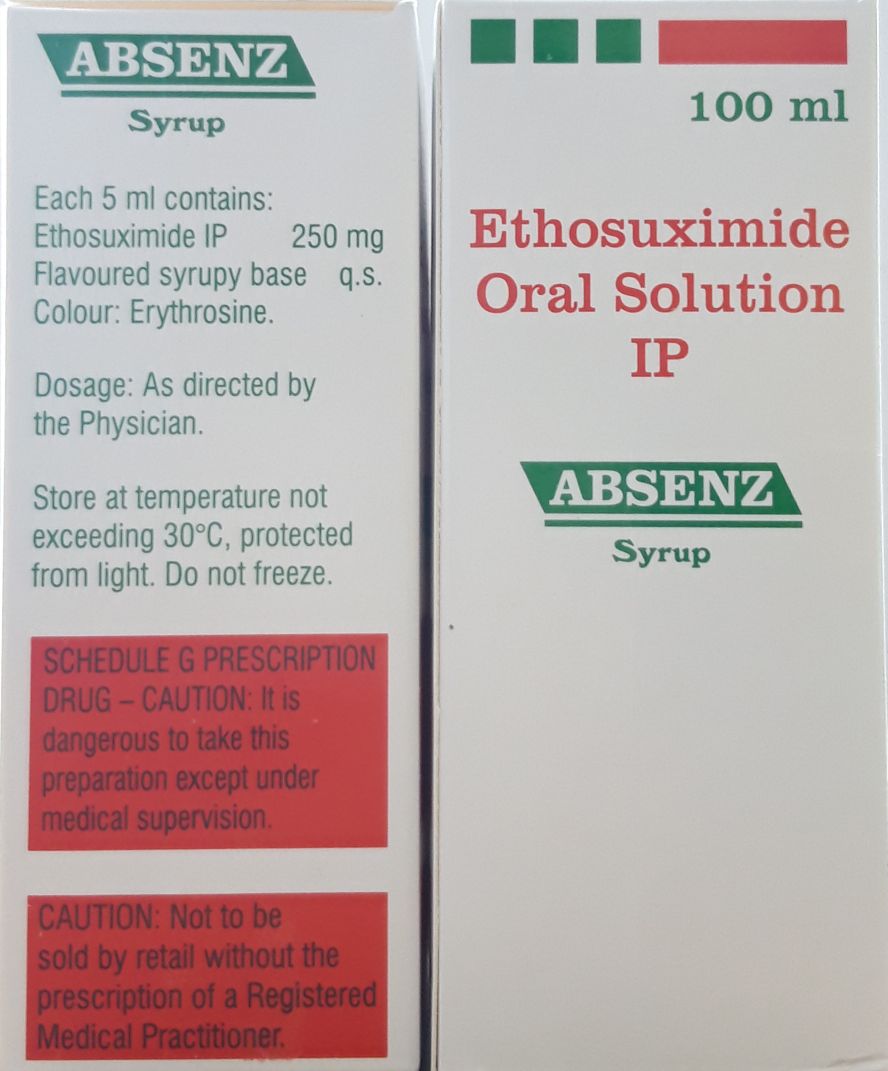 ABSENZ
Syrup
Each 5 ml contains:
Ethosuximide IP 250 mg
Flavoured syrupy base q.s.
Colour: Erythrosine.
Dosage: As directed by
the Physician.
Store at temperature not
exceeding 30°C, protected
from light. Do not freeze.
SCHEDULE G PRESCRIPTION
DRUG – CAUTION: It is
dangerous to take this
preparation except under
medical supervision.
CAUTION: Not to be
sold by retail without the
prescription of a Registered
Medical Practitioner.
100 ml
Ethosuximide
Oral Solution
IP
ABSENZ
Syrup